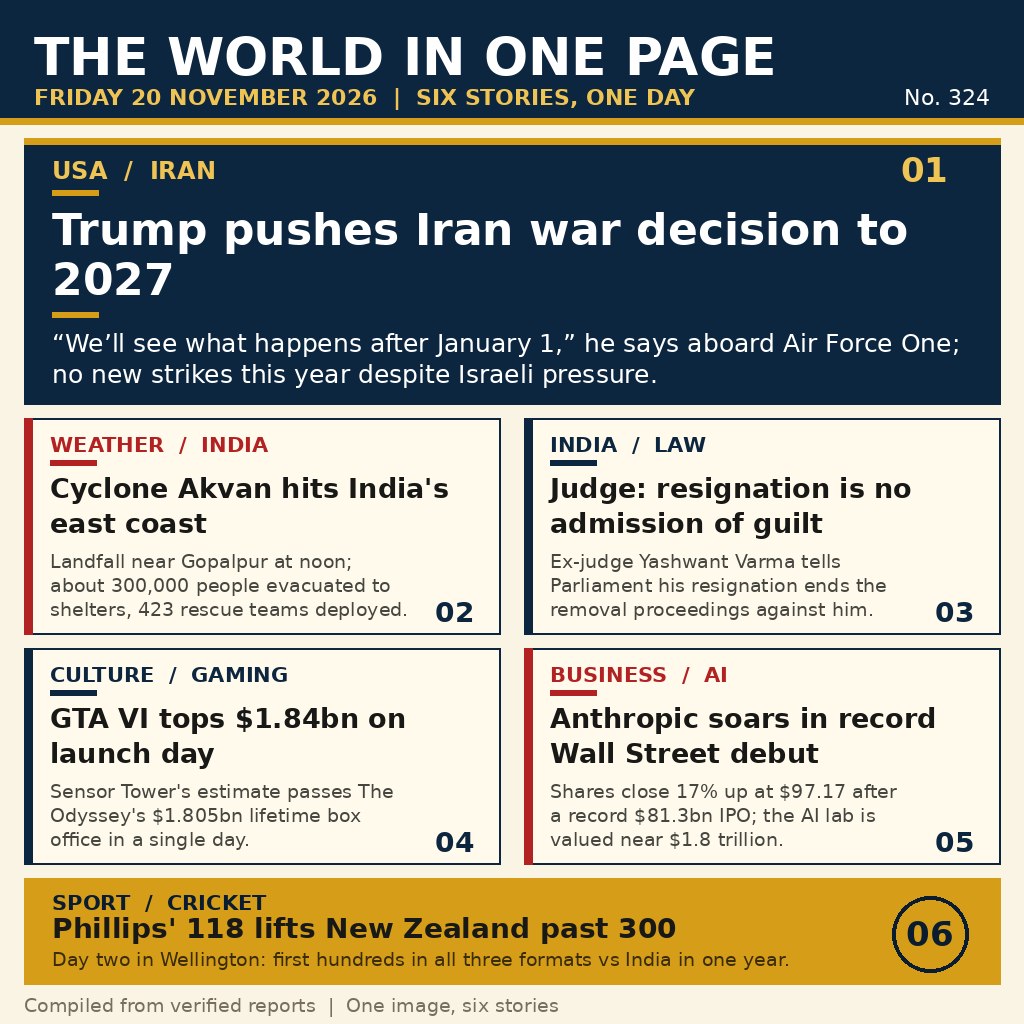 THE WORLD IN ONE PAGE
FRIDAY 20 NOVEMBER 2026 | SIX STORIES, ONE DAY
No. 324
USA / IRAN
01
Trump pushes Iran war decision to
2027
“We’ll see what happens after January 1,” he says aboard Air Force One;
no new strikes this year despite Israeli pressure.
WEATHER / INDIA
Cyclone Akvan hits India's
east coast
Landfall near Gopalpur at noon;
about 300,000 people evacuated to
shelters, 423 rescue teams deployed.
02
INDIA / LAW
Judge: resignation is no
admission of guilt
Ex-judge Yashwant Varma tells
Parliament his resignation ends the
removal proceedings against him.
03
CULTURE / GAMING
GTA VI tops $1.84bn on
launch day
Sensor Tower's estimate passes The
Odyssey's $1.805bn lifetime box
office in a single day.
04
BUSINESS / AI
Anthropic soars in record
Wall Street debut
Shares close 17% up at $97.17 after
a record $81.3bn IPO; the AI lab is
valued near $1.8 trillion.
05
SPORT / CRICKET
Phillips' 118 lifts New Zealand past 300
Day two in Wellington: first hundreds in all three formats vs India in one year.
06
Compiled from verified reports | One image, six stories